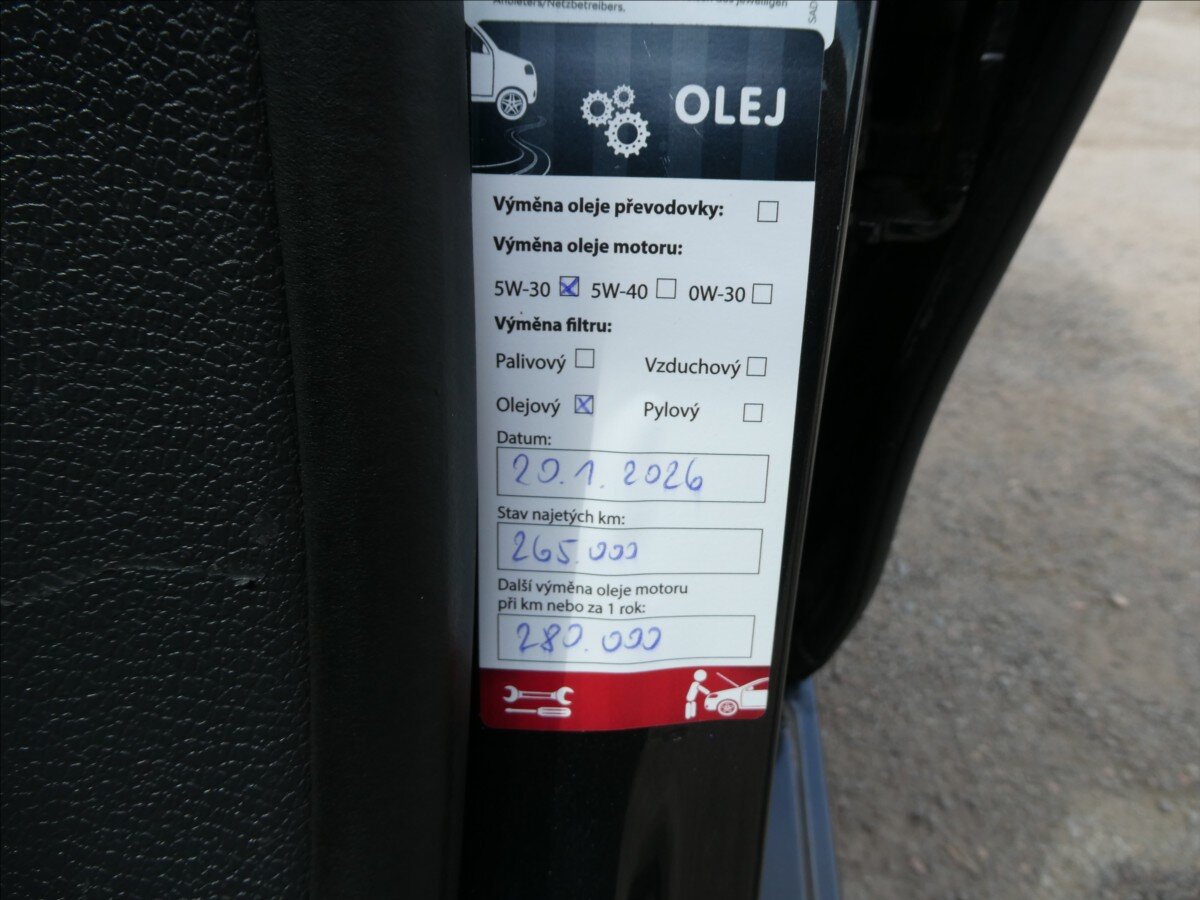 Anbieters/Netzbetreibers.
OLEJ
Výměna oleje převodovky:
Výměna oleje motoru:
5W-30 5W-40 0W-30
Výměna filtru:
Palivový Vzduchový
Olejový Pylový
Datum:
20.1.2026
Stav najetých km:
265.000
Další výměna oleje motoru
při km nebo za 1 rok:
280.000